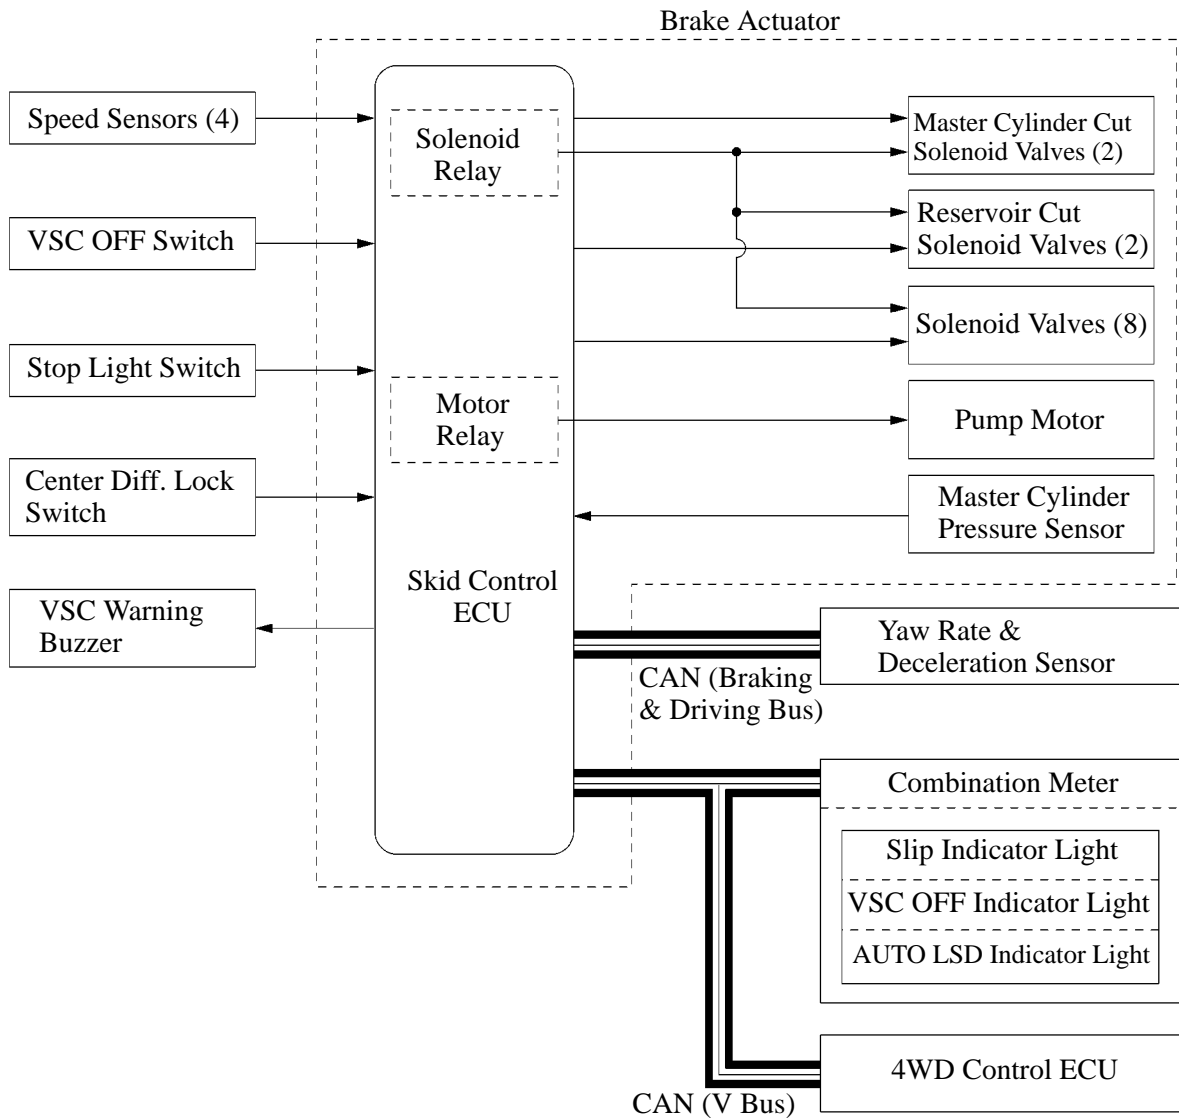 Brake Actuator
Speed Sensors (4)
VSC OFF Switch
Stop Light Switch
Center Diff. Lock
Switch
VSC Warning
Buzzer
Solenoid
Relay
Motor
Relay
Skid Control
ECU
Master Cylinder Cut
Solenoid Valves (2)
Reservoir Cut
Solenoid Valves (2)
Solenoid Valves (8)
Pump Motor
Master Cylinder
Pressure Sensor
Yaw Rate &
Deceleration Sensor
CAN (Braking
& Driving Bus)
Combination Meter
Slip Indicator Light
VSC OFF Indicator Light
AUTO LSD Indicator Light
4WD Control ECU
CAN (V Bus)